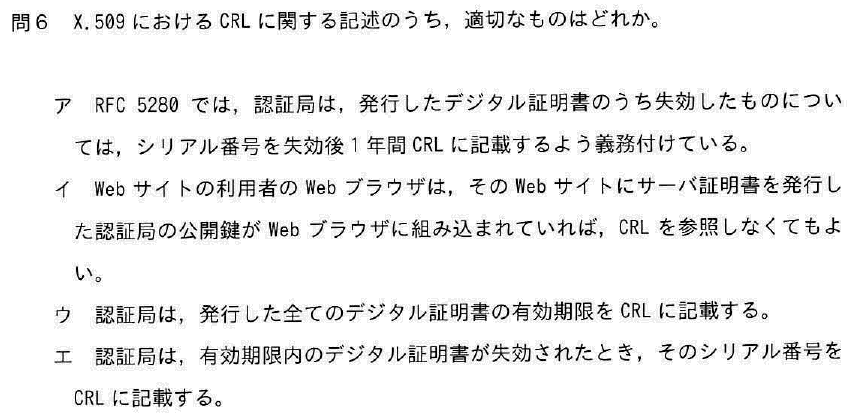 問6 X.509 における CRL に関する記述のうち，適切なものはどれか。
ア RFC 5280 では，認証局は，発行したデジタル証明書のうち失効したものについ
ては，シリアル番号を失効後1年間 CRL に記載するよう義務付けている。
イ Web サイトの利用者の Web ブラウザは，その Web サイトにサーバ証明書を発行し
た認証局の公開鍵が Web ブラウザに組み込まれていれば，CRL を参照しなくてもよ
い。
ウ 認証局は，発行した全てのデジタル証明書の有効期限を CRL に記載する。
エ 認証局は，有効期限内のデジタル証明書が失効されたとき，そのシリアル番号を
CRL に記載する。